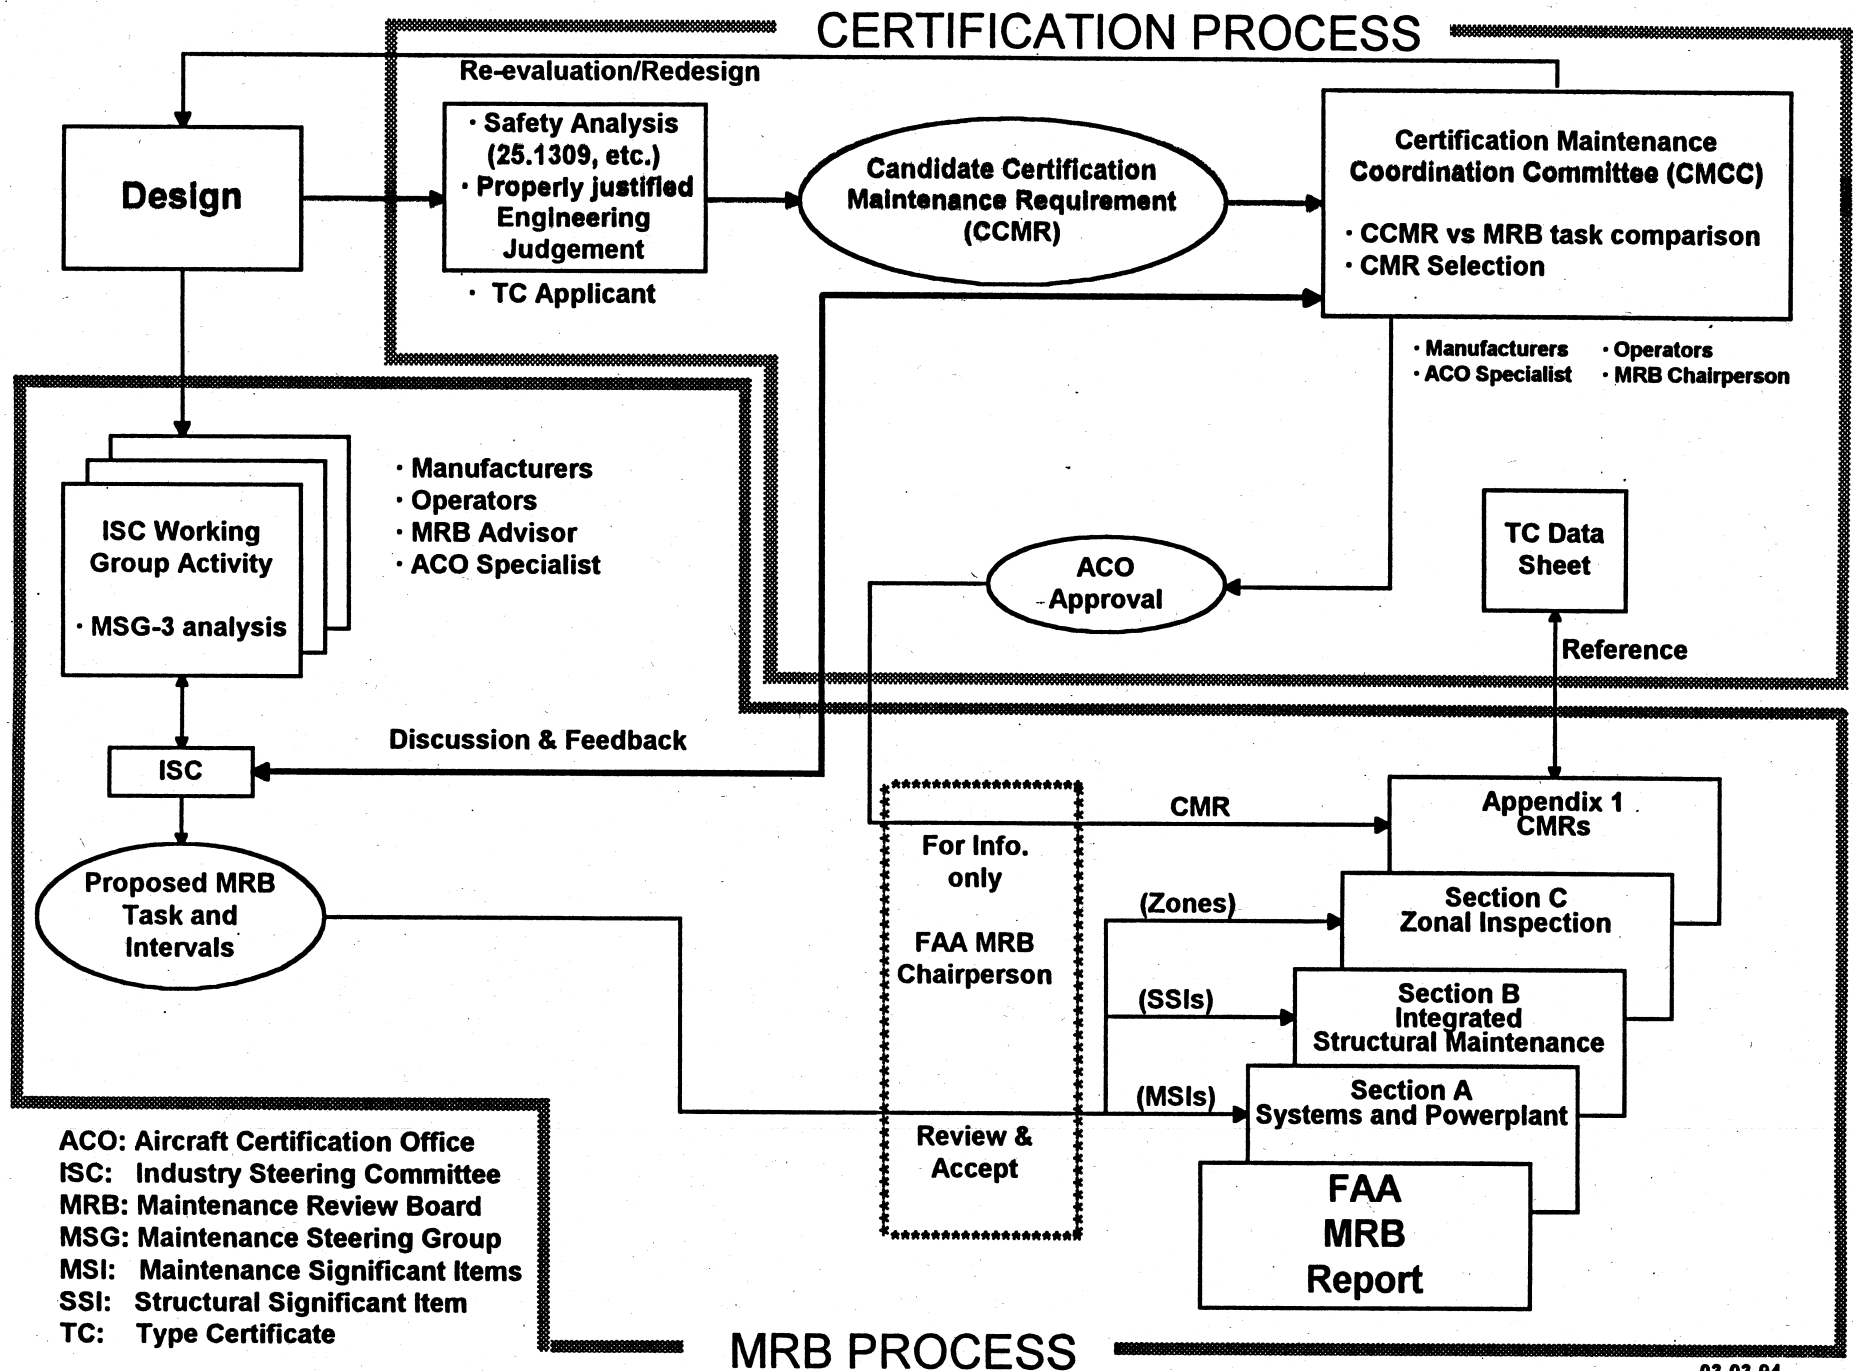 CERTIFICATION PROCESS
Re-evaluation/Redesign
Design
· Safety Analysis
(25.1309, etc.)
· Properly justified
Engineering
Judgement
· TC Applicant
Candidate Certification
Maintenance Requirement
(CCMR)
Certification Maintenance
Coordination Committee (CMCC)
· CCMR vs MRB task comparison
· CMR Selection
· Manufacturers · Operators
· ACO Specialist · MRB Chairperson
ISC Working
Group Activity
· MSG-3 analysis
· Manufacturers
· Operators
· MRB Advisor
· ACO Specialist
ACO
Approval
TC Data
Sheet
Reference
Discussion & Feedback
ISC
Proposed MRB
Task and
Intervals
For Info.
only
FAA MRB
Chairperson
Review &
Accept
CMR
(Zones)
(SSIs)
(MSIs)
Appendix 1
CMRs
Section C
Zonal Inspection
Section B
Integrated
Structural Maintenance
Section A
Systems and Powerplant
FAA
MRB
Report
ACO: Aircraft Certification Office
ISC: Industry Steering Committee
MRB: Maintenance Review Board
MSG: Maintenance Steering Group
MSI: Maintenance Significant Items
SSI: Structural Significant Item
TC: Type Certificate
MRB PROCESS